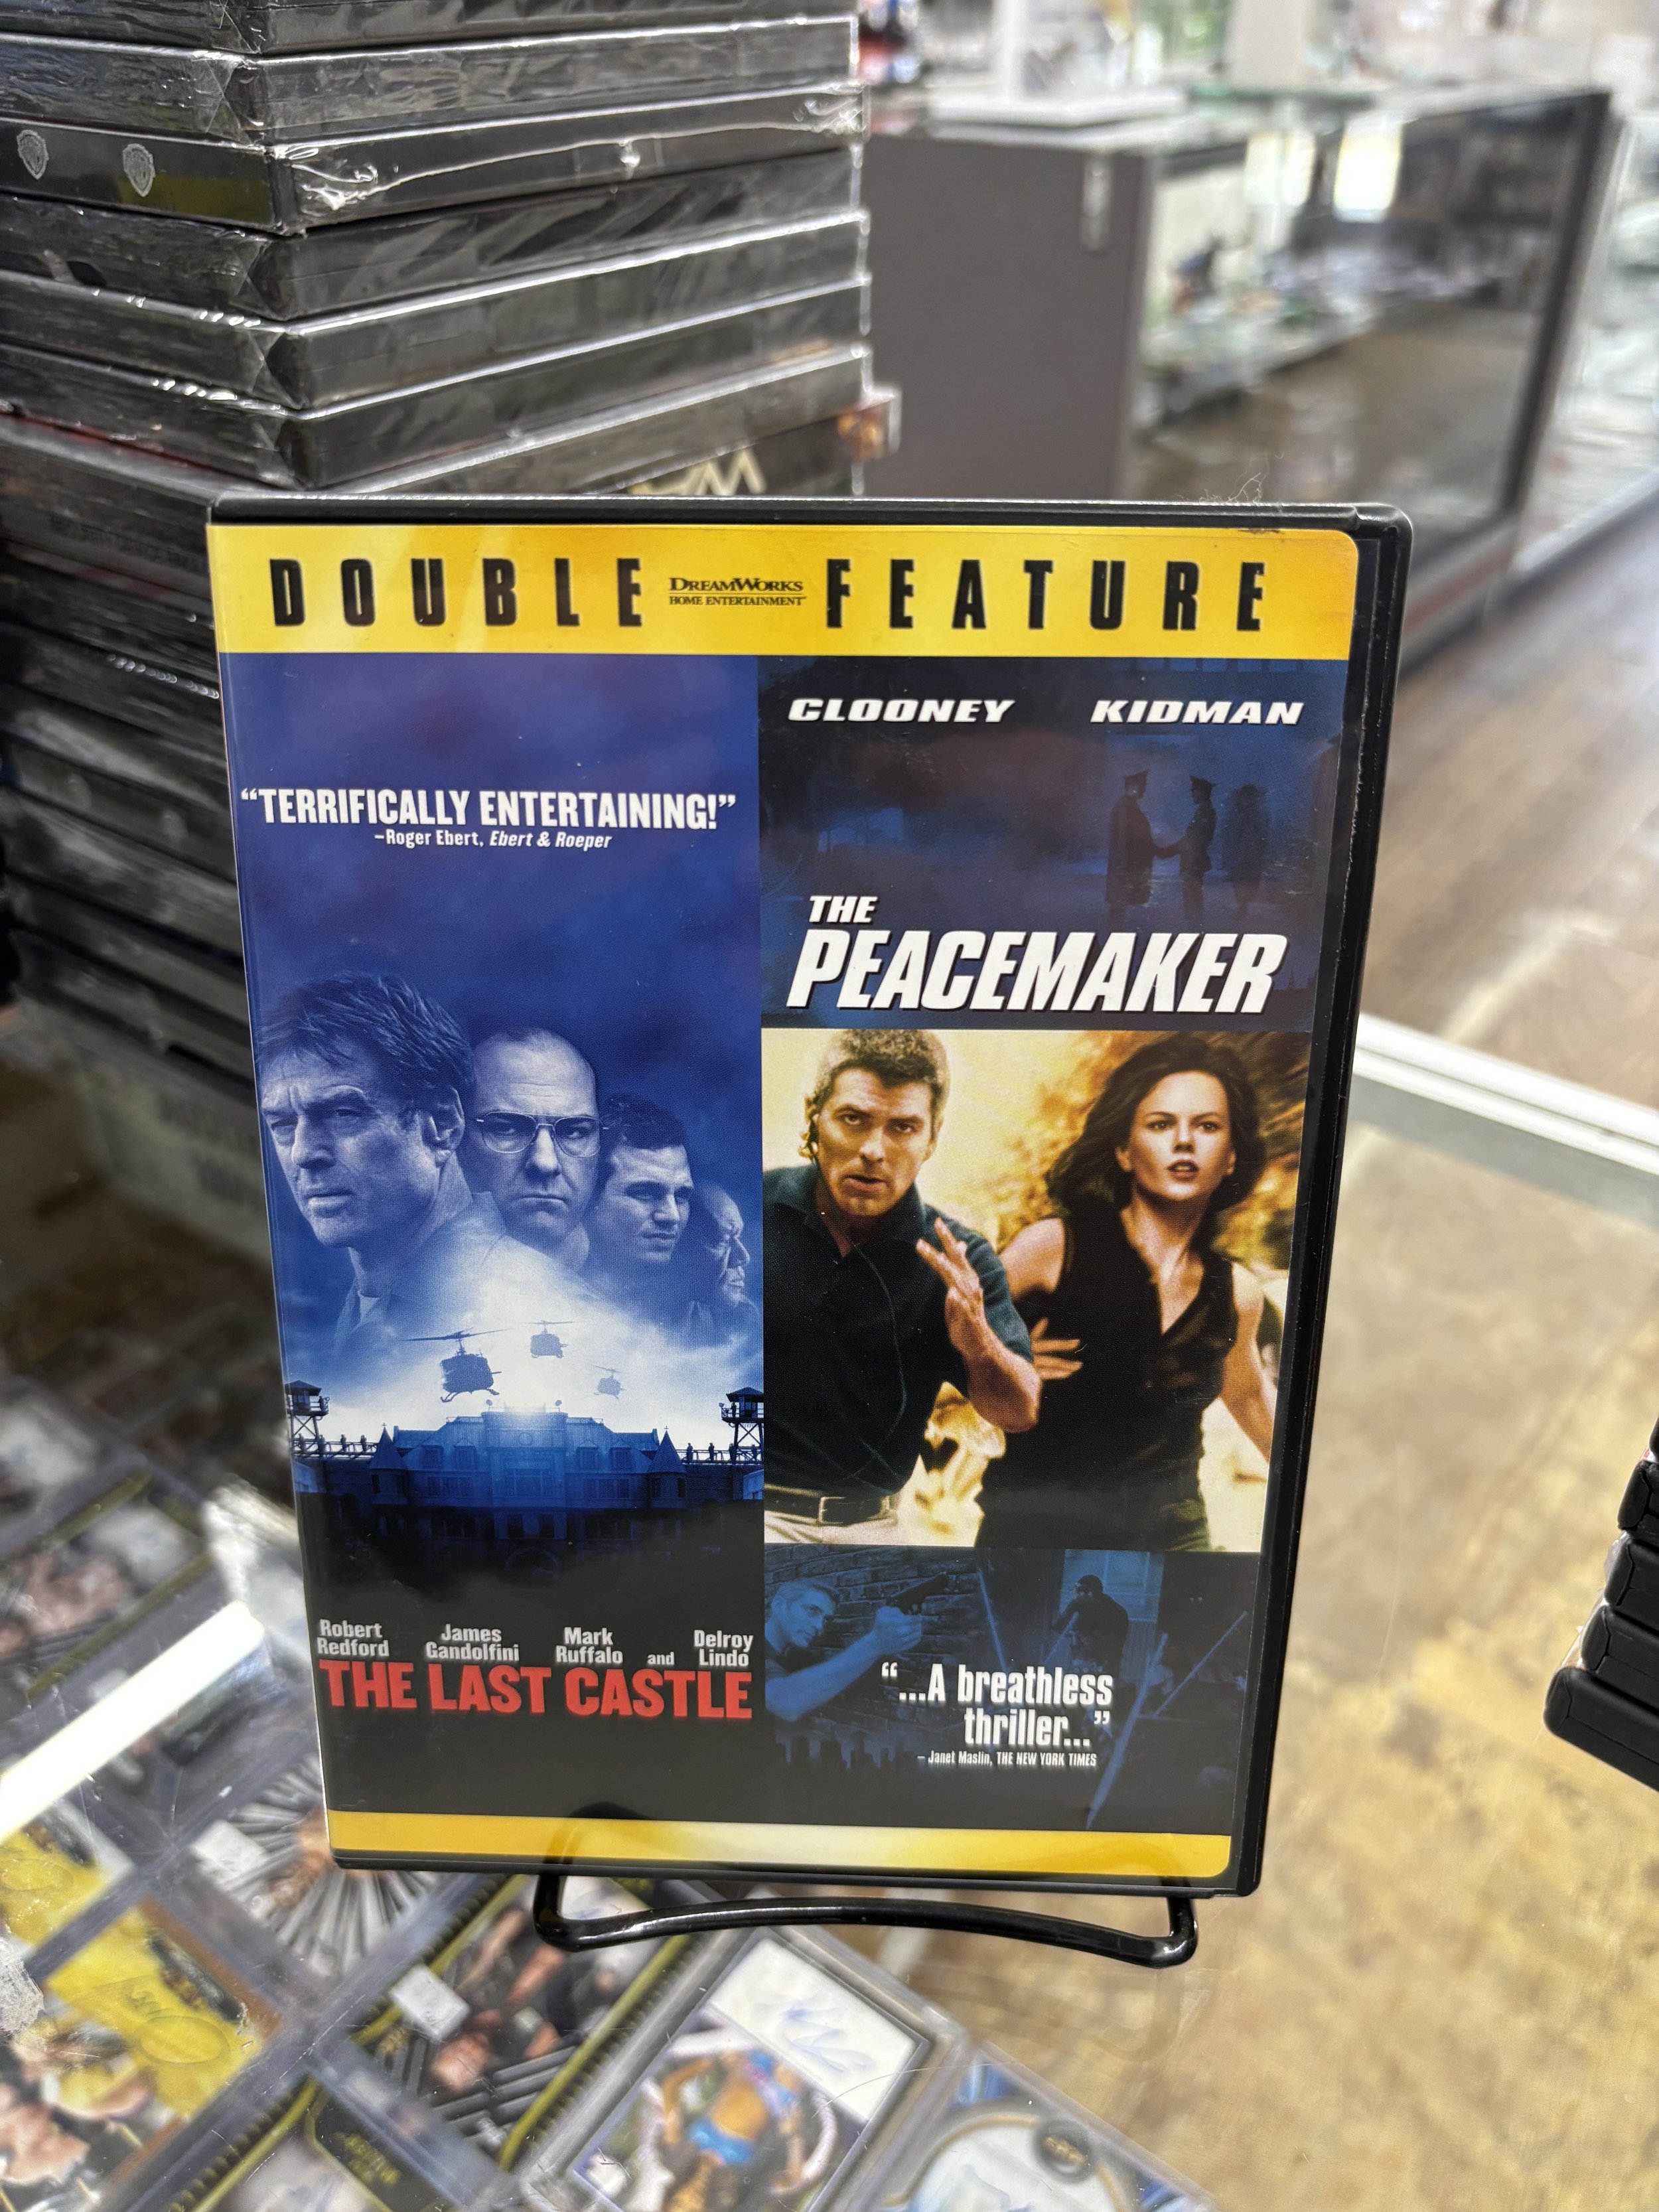 DOUBLE DREAMWORKS HOME ENTERTAINMENT FEATURE
"TERRIFICALLY ENTERTAINING!"
–Roger Ebert, Ebert & Roeper
Robert Redford James Gandolfini Mark Ruffalo and Delroy Lindo
THE LAST CASTLE
CLOONEY KIDMAN
THE
PEACEMAKER
"...A breathless
thriller..."
– Janet Maslin, THE NEW YORK TIMES